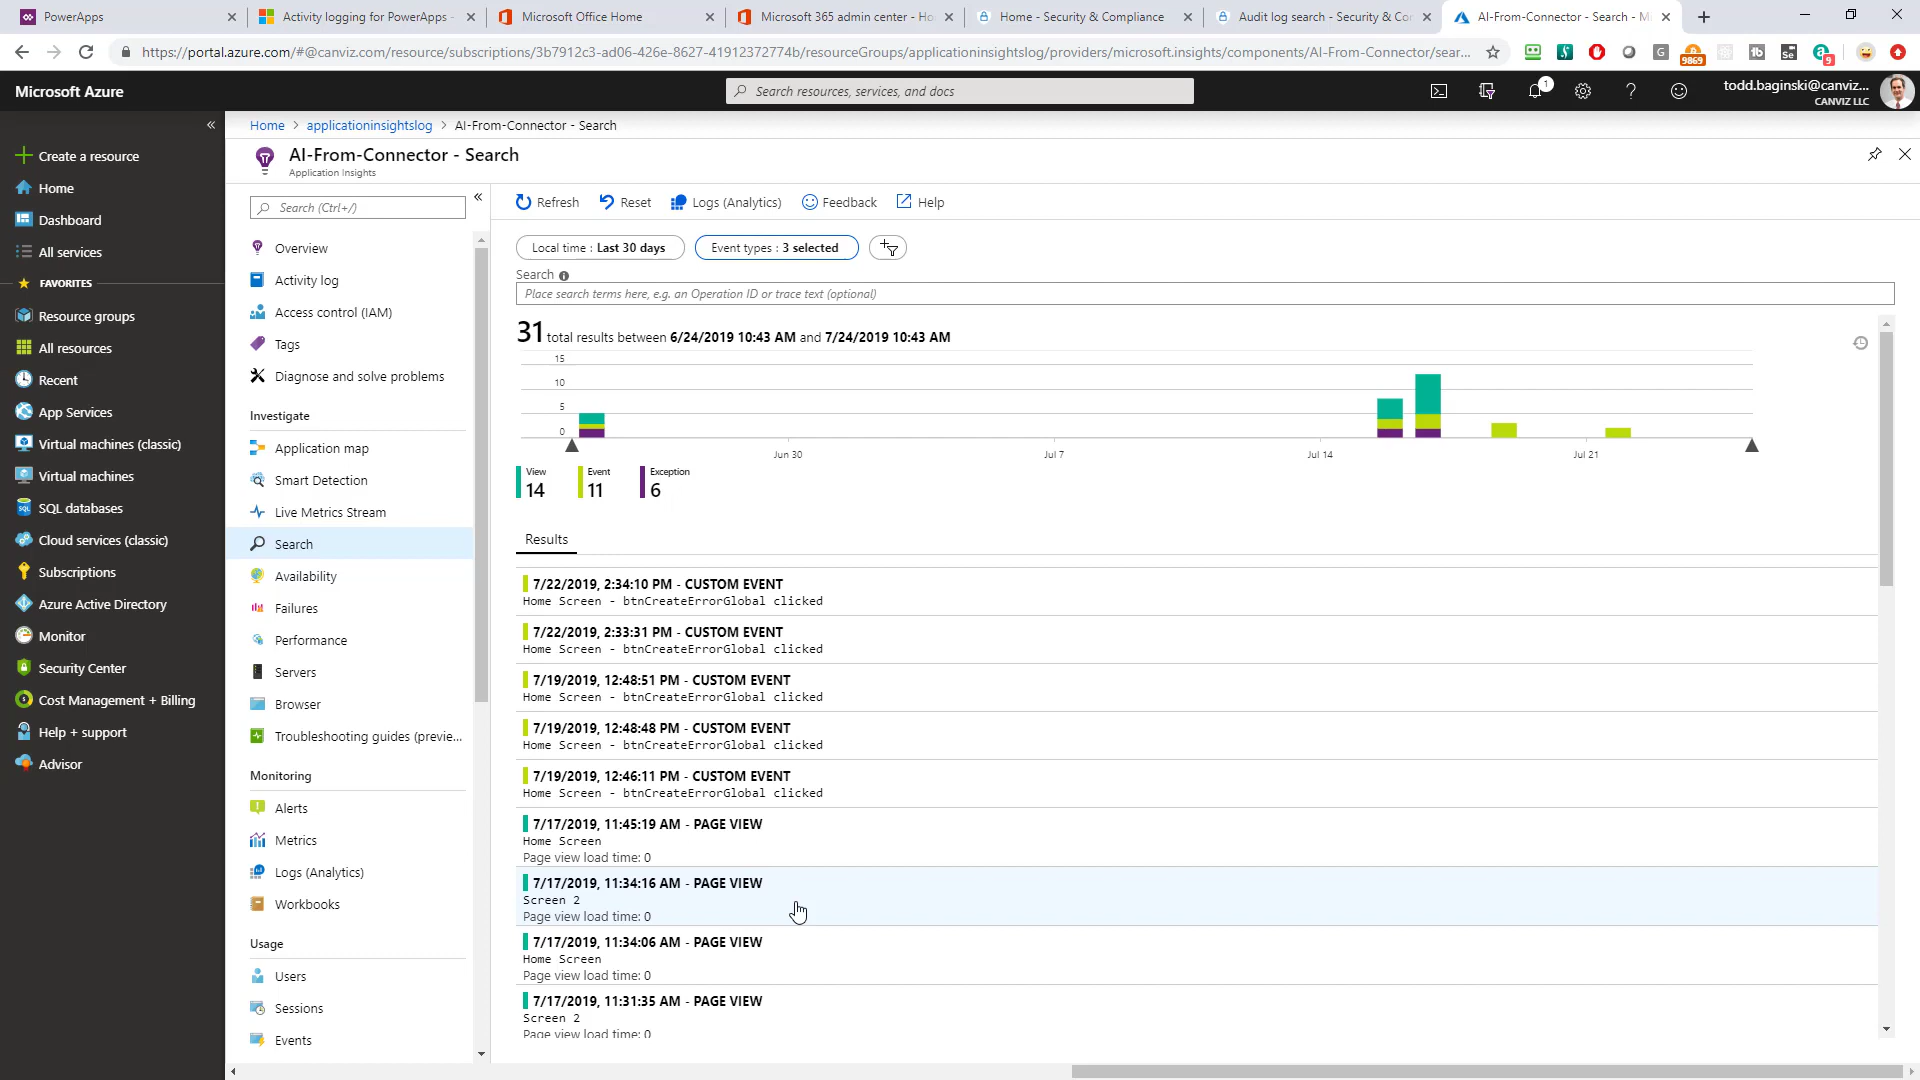 PowerApps
Activity logging for PowerApps -
Microsoft Office Home
Microsoft 365 admin center - Ho
Home - Security & Compliance
Audit log search - Security & Co
AI-From-Connector - Search - M
https://portal.azure.com/#@canviz.com/resource/subscriptions/3b7912c3-ad06-426e-8627-41912372774b/resourceGroups/applicationinsightslog/providers/microsoft.insights/components/AI-From-Connector/sear...
9869
9
Microsoft Azure
Search resources, services, and docs
1
todd.baginski@canviz...
CANVIZ LLC
Create a resource
Home
Dashboard
All services
FAVORITES
Resource groups
All resources
Recent
App Services
Virtual machines (classic)
Virtual machines
SQL databases
Cloud services (classic)
Subscriptions
Azure Active Directory
Monitor
Security Center
Cost Management + Billing
Help + support
Advisor
Home > applicationinsightslog > AI-From-Connector - Search
AI-From-Connector - Search
Application Insights
Search (Ctrl+/)
Overview
Activity log
Access control (IAM)
Tags
Diagnose and solve problems
Investigate
Application map
Smart Detection
Live Metrics Stream
Search
Availability
Failures
Performance
Servers
Browser
Troubleshooting guides (previe...
Monitoring
Alerts
Metrics
Logs (Analytics)
Workbooks
Usage
Users
Sessions
Events
Refresh
Reset
Logs (Analytics)
Feedback
Help
Local time : Last 30 days
Event types : 3 selected
Search
Place search terms here, e.g. an Operation ID or trace text (optional)
31 total results between 6/24/2019 10:43 AM and 7/24/2019 10:43 AM
15
10
5
0
Jun 30
Jul 7
Jul 14
Jul 21
View
14
Event
11
Exception
6
Results
7/22/2019, 2:34:10 PM - CUSTOM EVENT
Home Screen - btnCreateErrorGlobal clicked
7/22/2019, 2:33:31 PM - CUSTOM EVENT
Home Screen - btnCreateErrorGlobal clicked
7/19/2019, 12:48:51 PM - CUSTOM EVENT
Home Screen - btnCreateErrorGlobal clicked
7/19/2019, 12:48:48 PM - CUSTOM EVENT
Home Screen - btnCreateErrorGlobal clicked
7/19/2019, 12:46:11 PM - CUSTOM EVENT
Home Screen - btnCreateErrorGlobal clicked
7/17/2019, 11:45:19 AM - PAGE VIEW
Home Screen
Page view load time: 0
7/17/2019, 11:34:16 AM - PAGE VIEW
Screen 2
Page view load time: 0
7/17/2019, 11:34:06 AM - PAGE VIEW
Home Screen
Page view load time: 0
7/17/2019, 11:31:35 AM - PAGE VIEW
Screen 2
Page view load time: 0